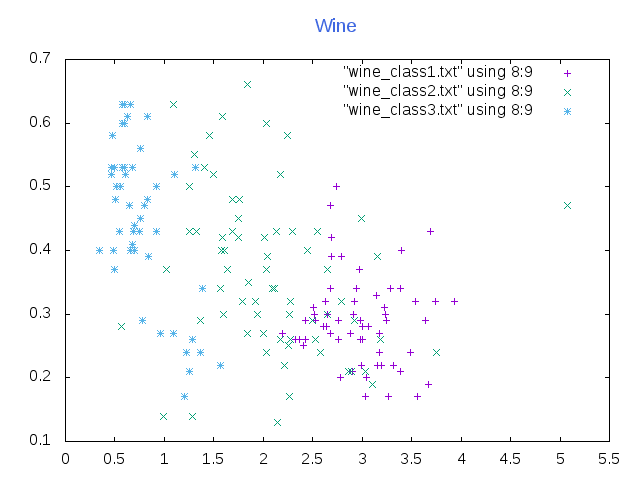 Wine
0.7
0.6
0.5
0.4
0.3
0.2
0.1
"wine_class1.txt" using 8:9
"wine_class2.txt" using 8:9
"wine_class3.txt" using 8:9
0 0.5 1 1.5 2 2.5 3 3.5 4 4.5 5 5.5